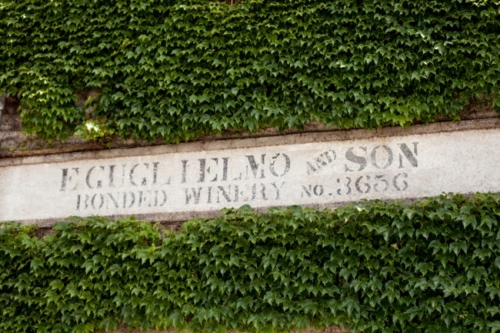 E GUGLIELMO AND SON
BONDED WINERY NO. 3656